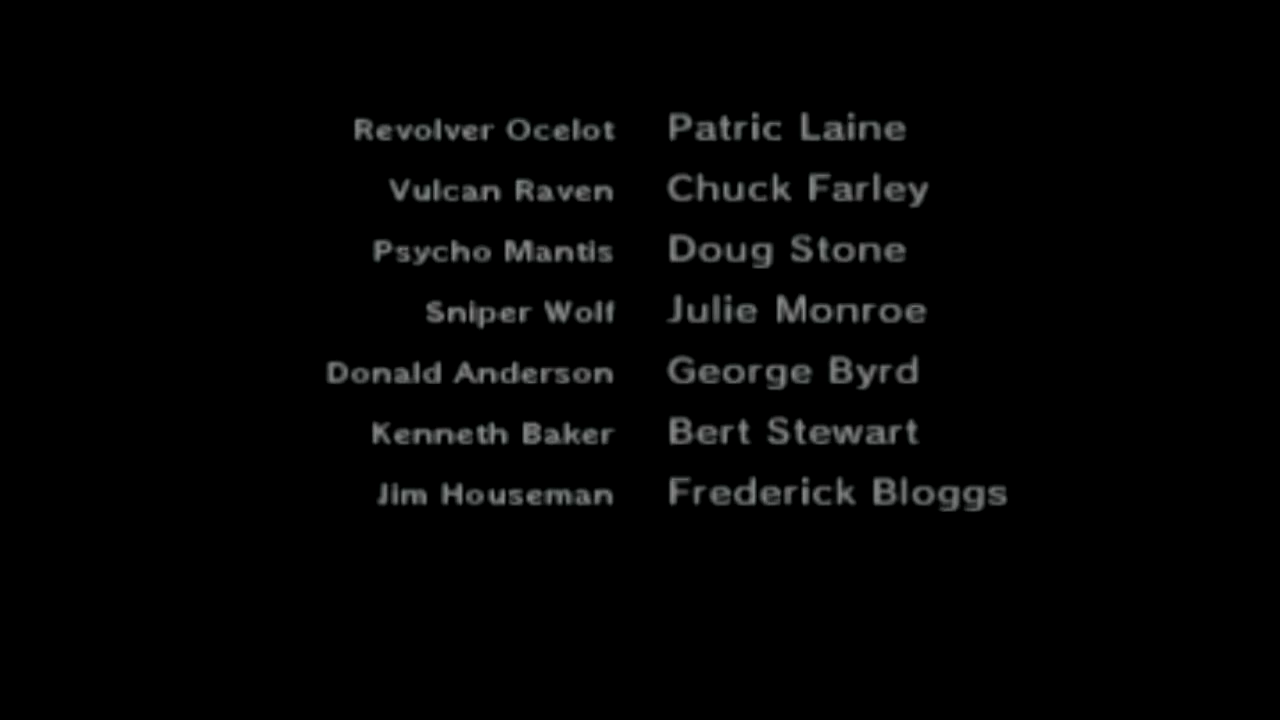 Revolver Ocelot Patric Laine
Vulcan Raven Chuck Farley
Psycho Mantis Doug Stone
Sniper Wolf Julie Monroe
Donald Anderson George Byrd
Kenneth Baker Bert Stewart
Jim Houseman Frederick Bloggs